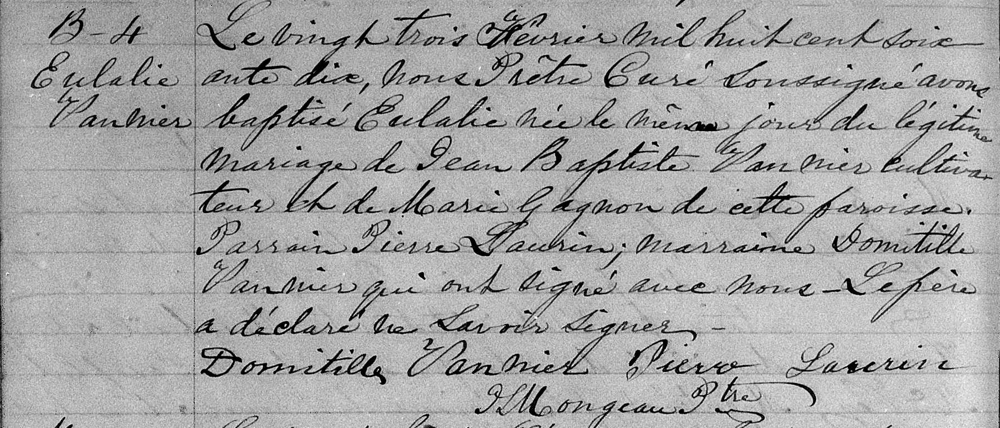 B-4
Eulalie
Vannier
Le vingt trois Février mil huit cent soix
ante dix, nous Prêtre Curé soussigné avons
baptisé Eulalie née le même jour du légitime
mariage de Jean Baptiste Vannier cultiva-
teur et de Marie Gagnon de cette paroisse.
Parrain Pierre Laurin; marraine Domitille
Vannier qui ont signé avec nous - Le père
a déclaré ne savoir signer -
Domitille Vannier Pierre Laurin
Mongeau Ptre